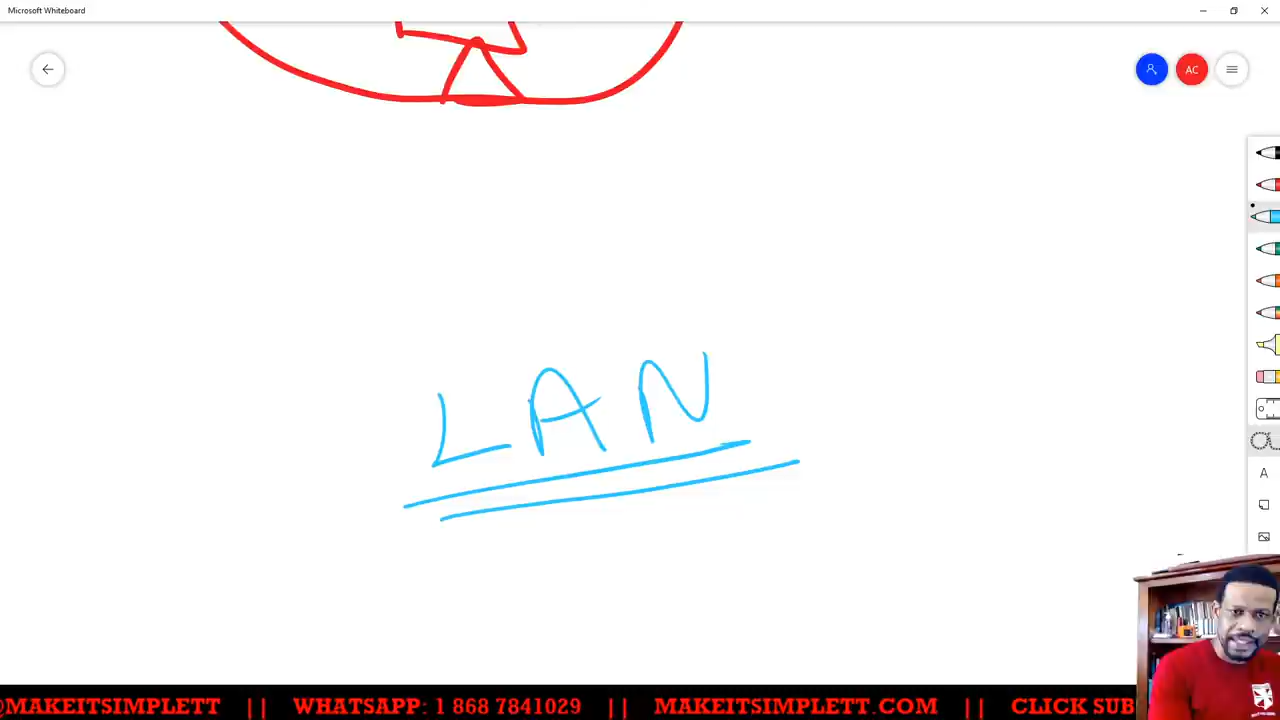 Microsoft Whiteboard
AC
LAN
A
@MAKEITSIMPLETT || WHATSAPP: 1 868 7841029 || MAKEITSIMPLETT.COM || CLICK SUB